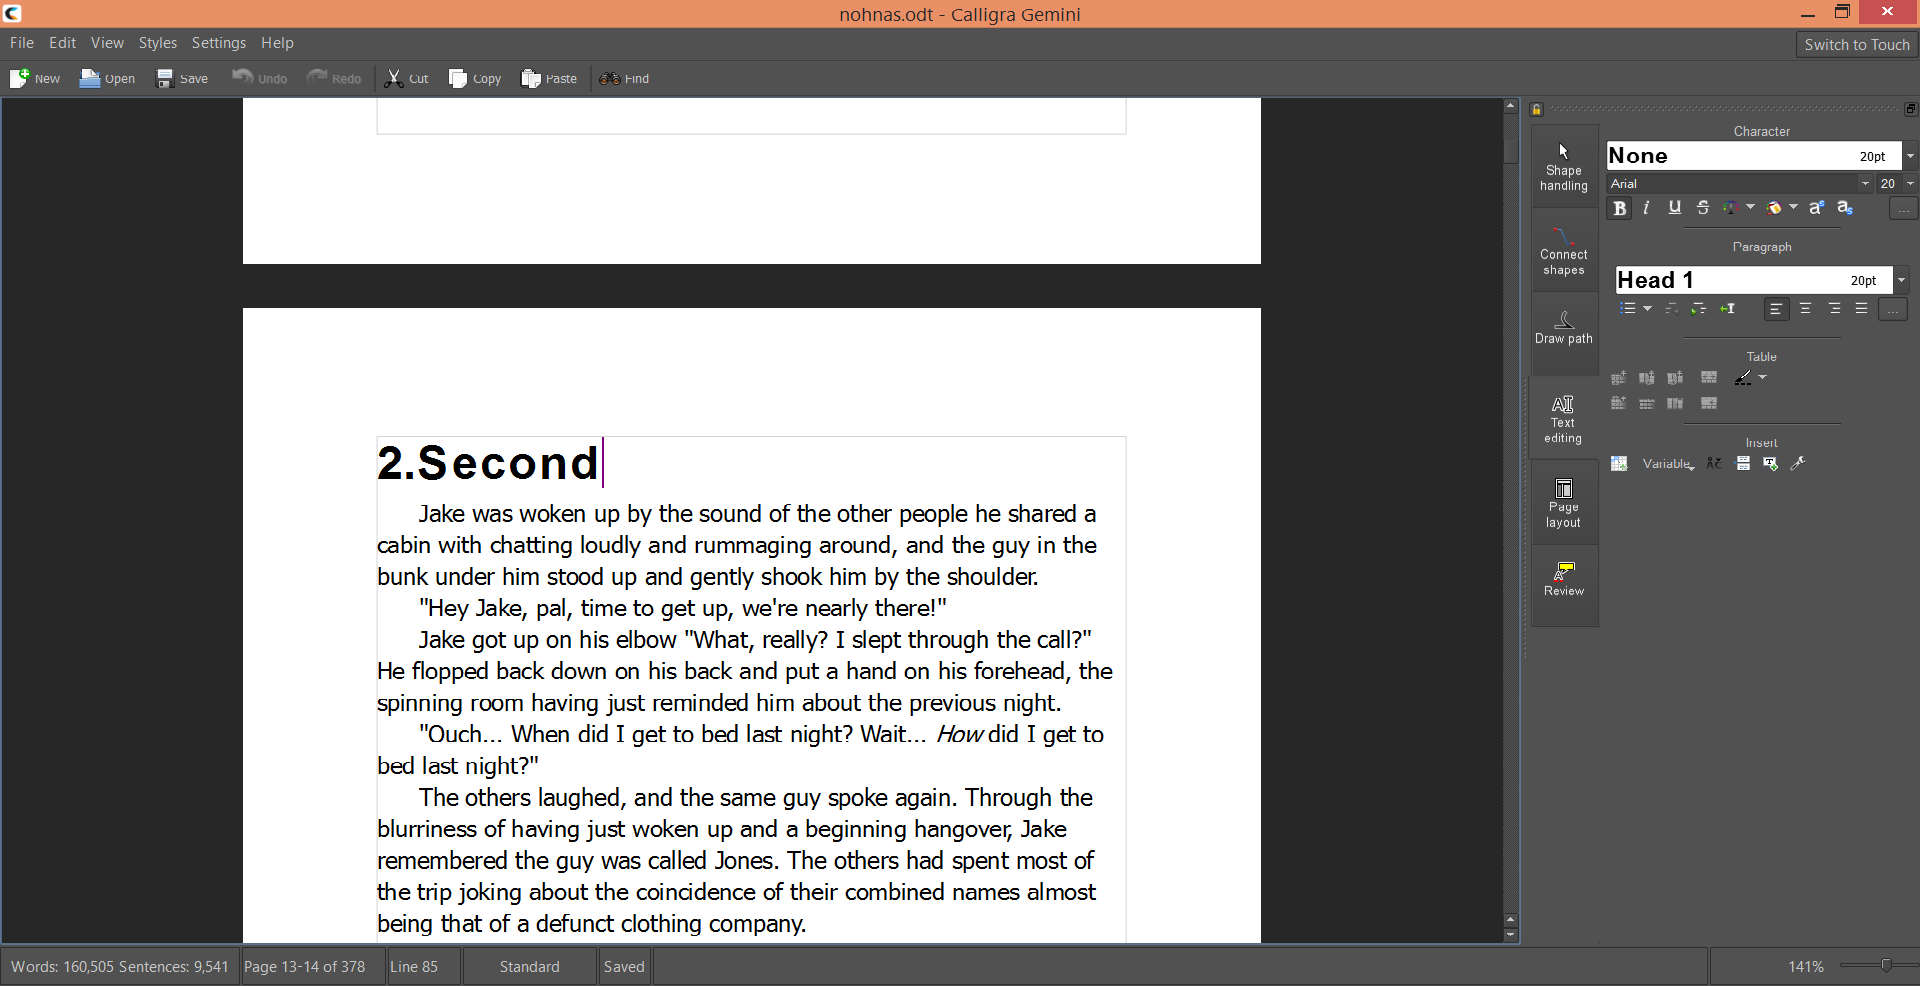 nohnas.odt - Calligra Gemini
File Edit View Styles Settings Help
Switch to Touch
New Open Save Undo Redo Cut Copy Paste Find
2.Second
Jake was woken up by the sound of the other people he shared a
cabin with chatting loudly and rummaging around, and the guy in the
bunk under him stood up and gently shook him by the shoulder.
"Hey Jake, pal, time to get up, we're nearly there!"
Jake got up on his elbow "What, really? I slept through the call?"
He flopped back down on his back and put a hand on his forehead, the
spinning room having just reminded him about the previous night.
"Ouch... When did I get to bed last night? Wait... How did I get to
bed last night?"
The others laughed, and the same guy spoke again. Through the
blurriness of having just woken up and a beginning hangover, Jake
remembered the guy was called Jones. The others had spent most of
the trip joking about the coincidence of their combined names almost
being that of a defunct clothing company.
Shape
handling
Connect
shapes
Draw path
Text
editing
Page
layout
Review
Character
None 20pt
Arial 20
B i U S a a
...
Paragraph
Head 1 20pt
...
Table
Insert
Variable
Words: 160,505 Sentences: 9,541 Page 13-14 of 378 Line 85 Standard Saved 141%